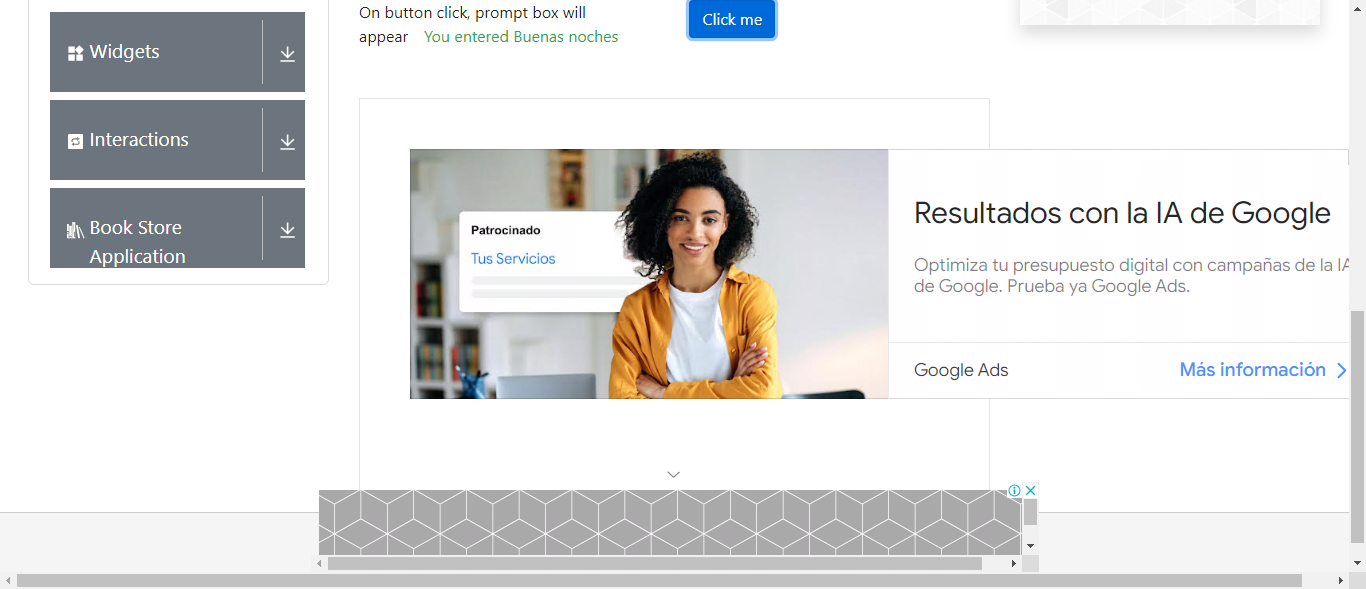 On button click, prompt box will
appear You entered Buenas noches
Click me
Widgets
Interactions
Book Store
Application
Patrocinado
Tus Servicios
Resultados con la IA de Google
Optimiza tu presupuesto digital con campañas de la IA
de Google. Prueba ya Google Ads.
Google Ads
Más información